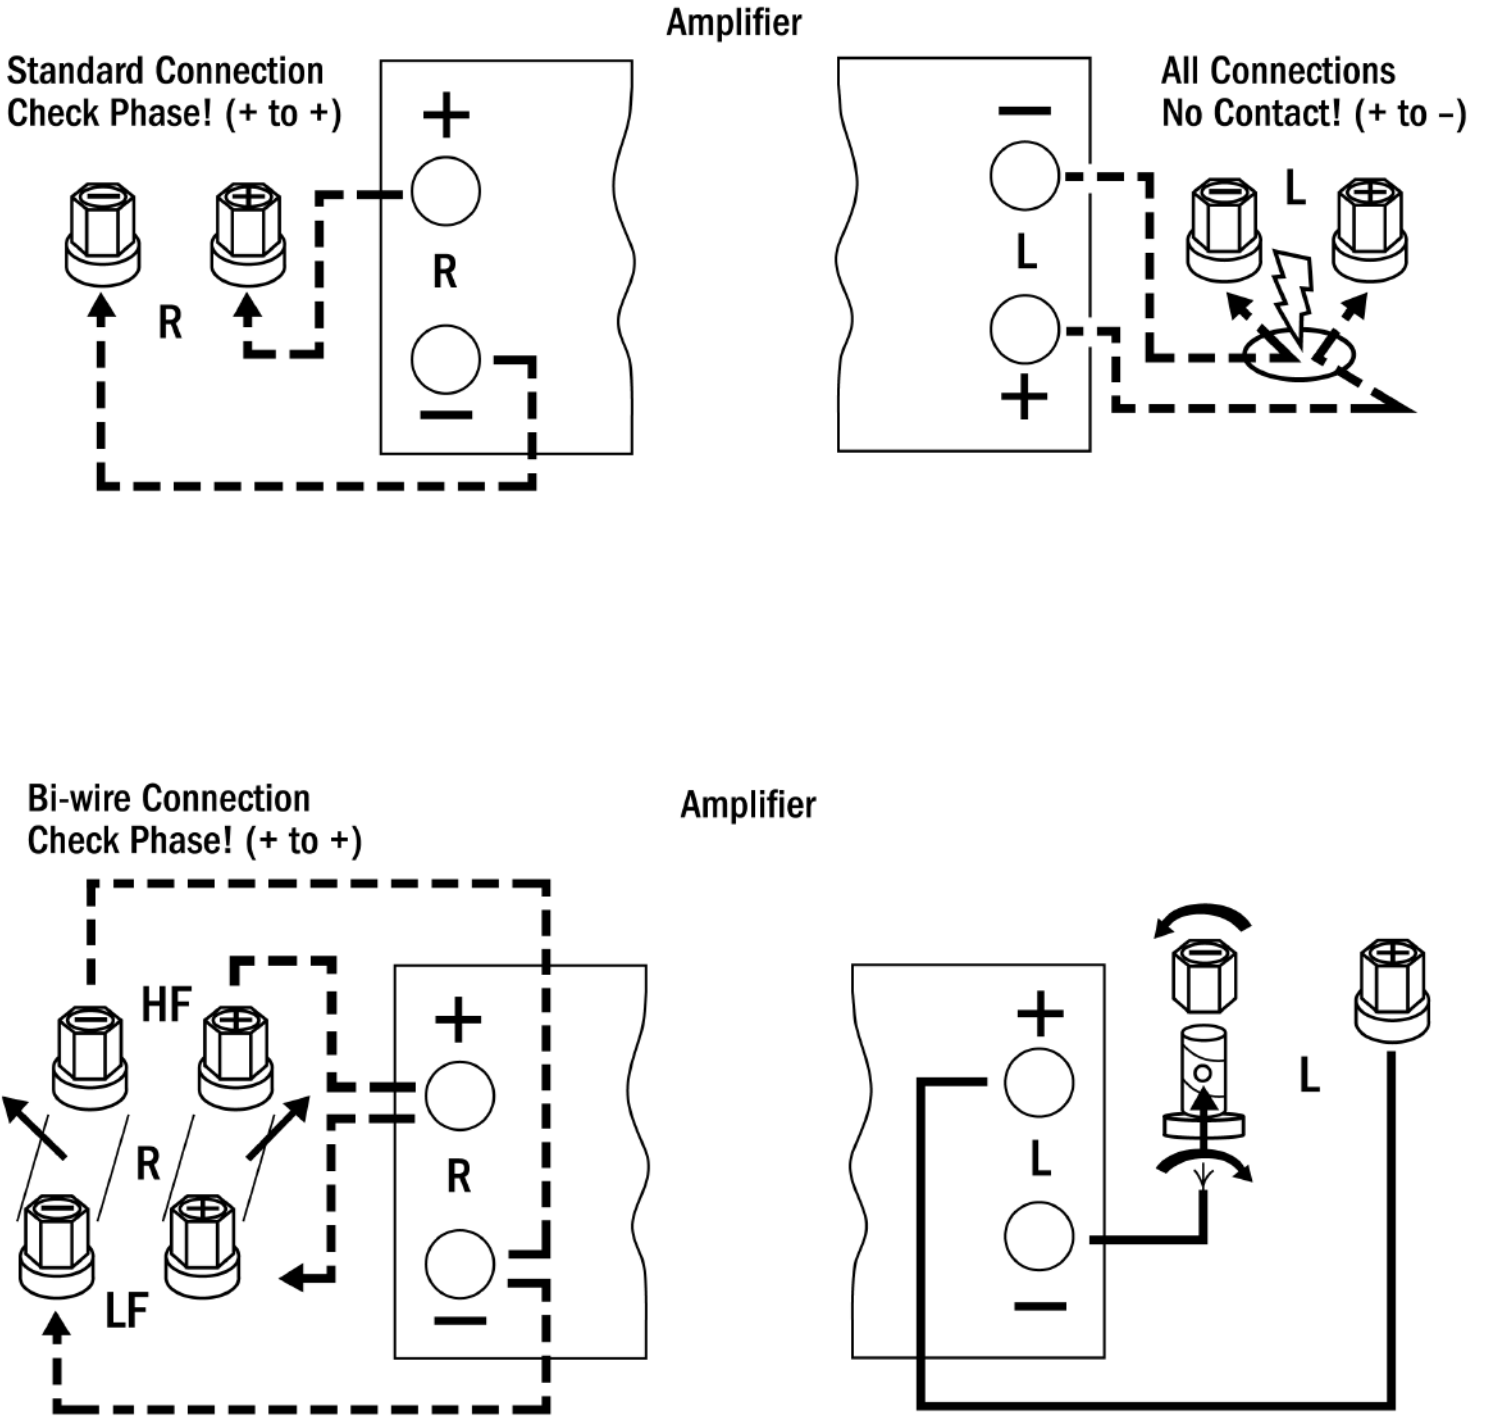 Amplifier
Standard Connection
Check Phase! (+ to +)
All Connections
No Contact! (+ to –)
+
−
− +
R
R
−
L
L
−
+
+
Bi-wire Connection
Check Phase! (+ to +)
Amplifier
HF
− +
+
R
R
−
− +
LF
+
L
−
− +
L